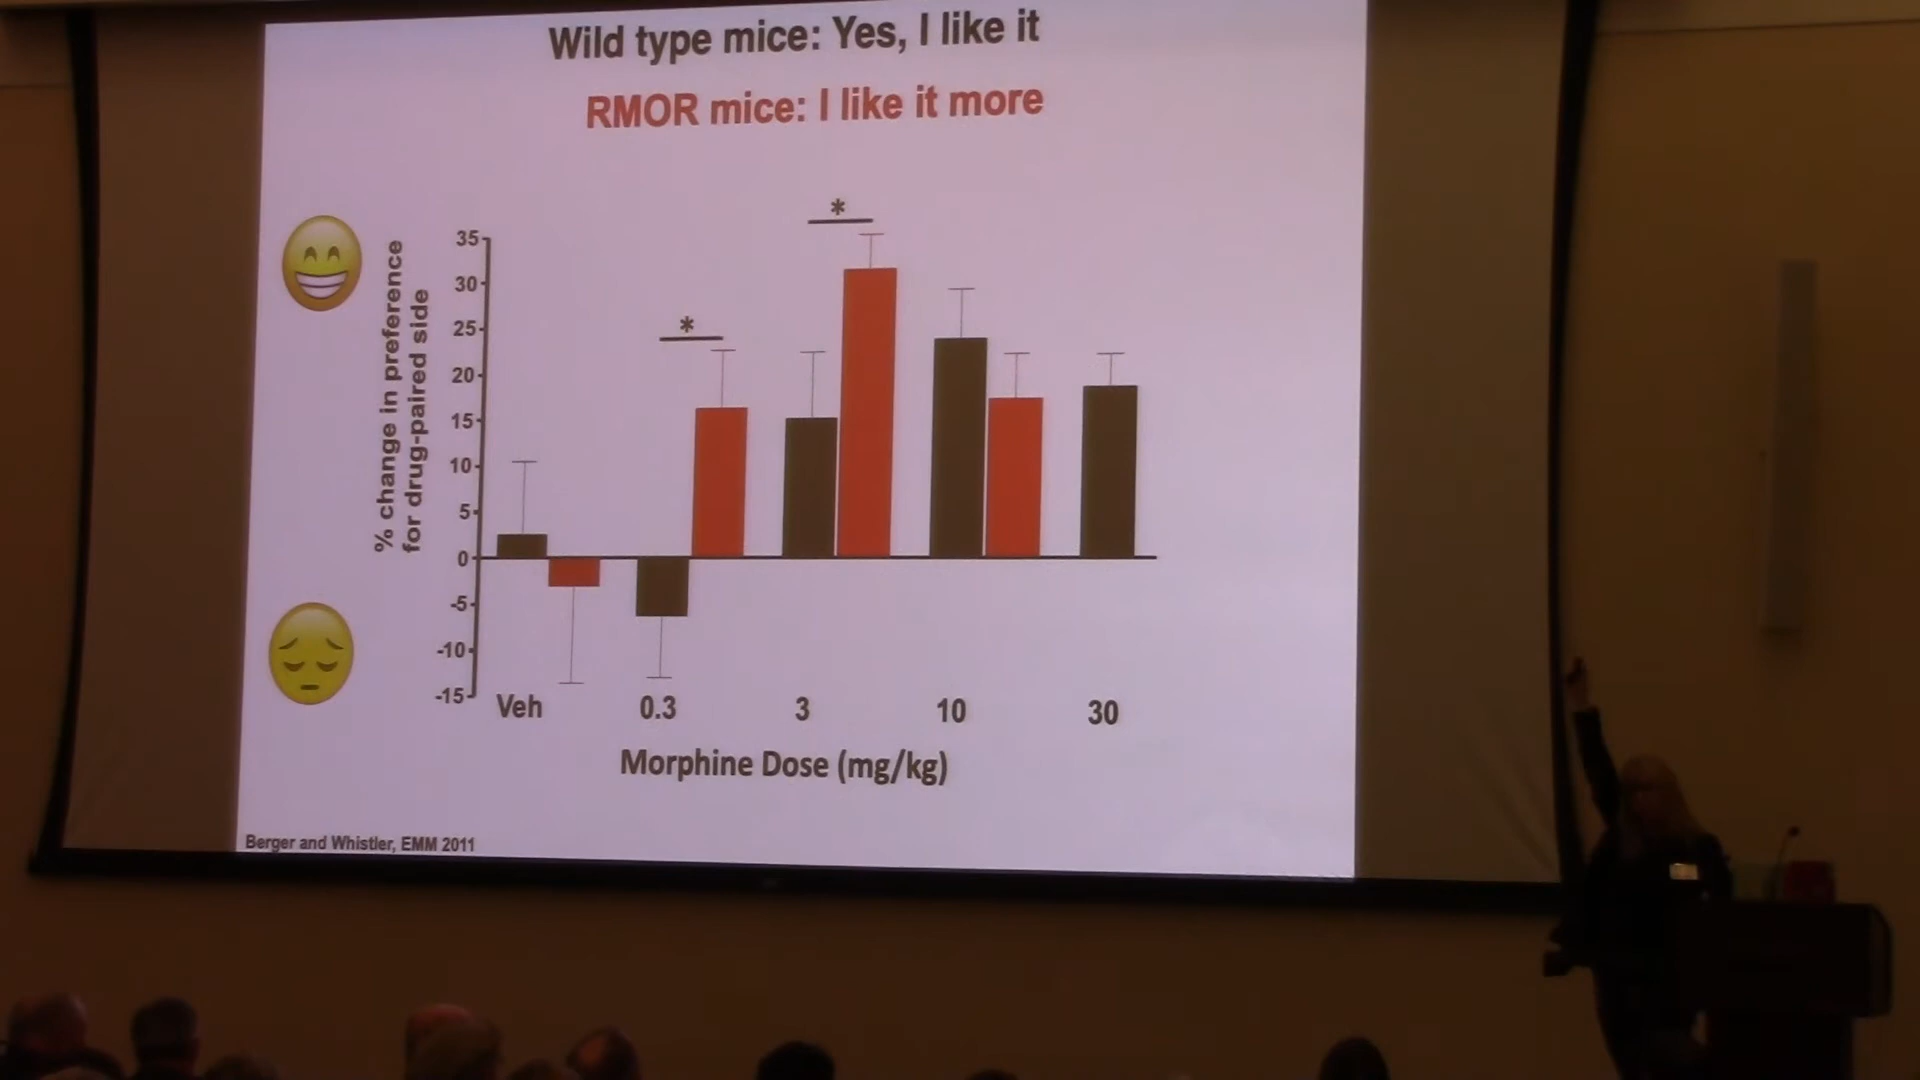 Wild type mice: Yes, I like it
RMOR mice: I like it more
*
*
% change in preference
for drug-paired side
35
30
25
20
15
10
5
0
-5
-10
-15
Veh 0.3 3 10 30
Morphine Dose (mg/kg)
Berger and Whistler, EMM 2011